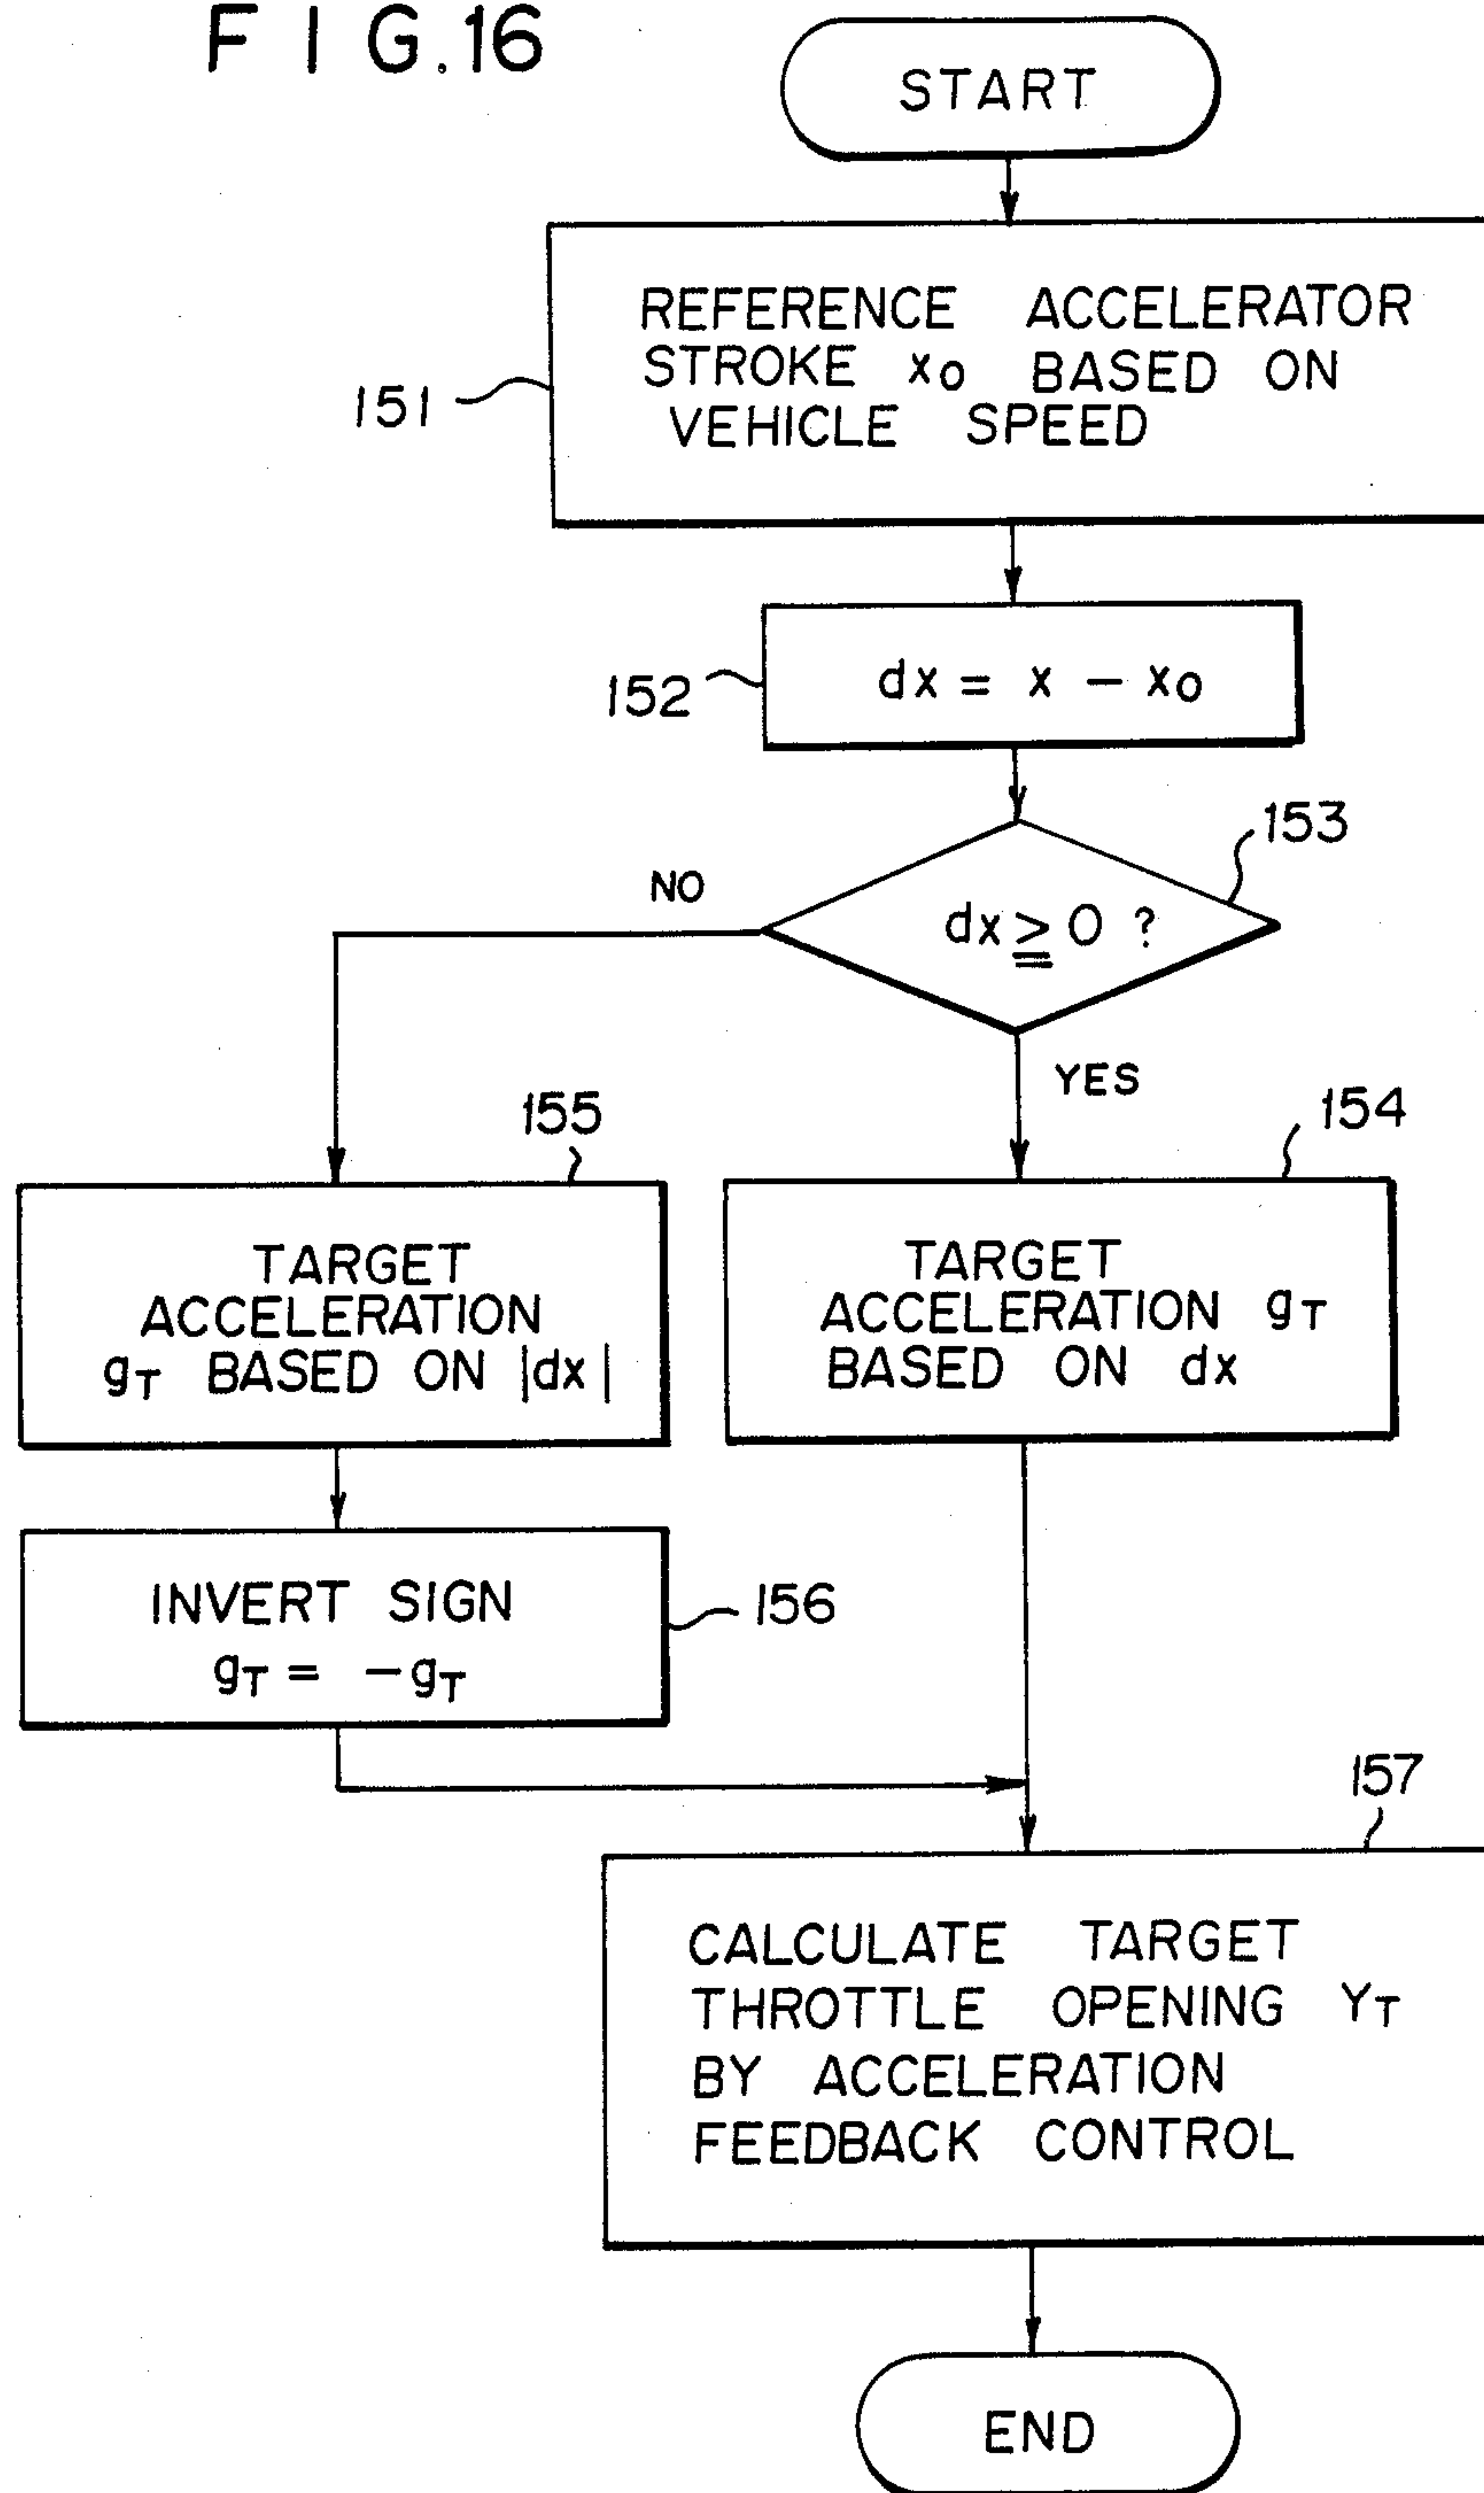 FIG.16
START
REFERENCE ACCELERATOR
STROKE x₀ BASED ON
VEHICLE SPEED
151
dx = x − x₀
152
153
dx ≧ 0 ?
NO
YES
155
154
TARGET
ACCELERATION
gT BASED ON |dx|
TARGET
ACCELERATION gT
BASED ON dx
INVERT SIGN
gT = −gT
156
157
CALCULATE TARGET
THROTTLE OPENING YT
BY ACCELERATION
FEEDBACK CONTROL
END